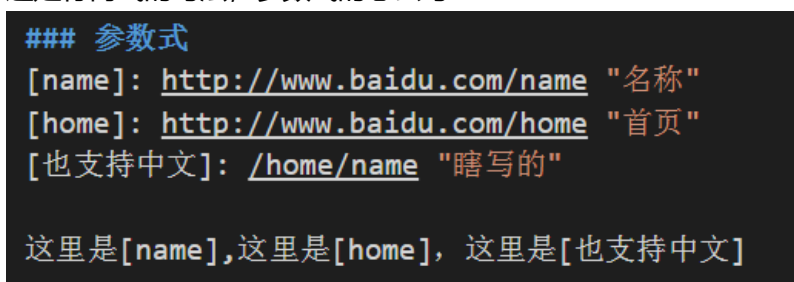 ### 参数式
[name]: http://www.baidu.com/name "名称"
[home]: http://www.baidu.com/home "首页"
[也支持中文]: /home/name "瞎写的"
这里是[name],这里是[home]，这里是[也支持中文]